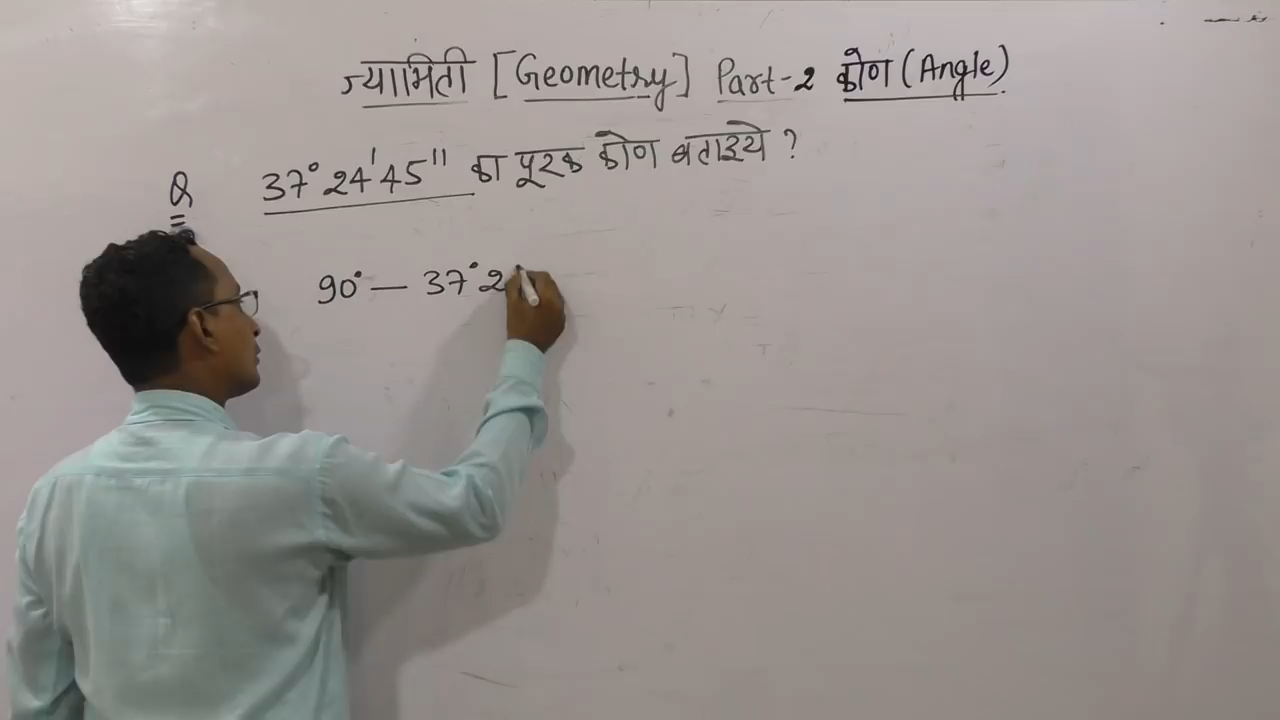 ज्यामिती [Geometry] Part-2 कोण (Angle)
Q 37° 24' 45'' का पूरक कोण बताइये ?
90° — 37° 2